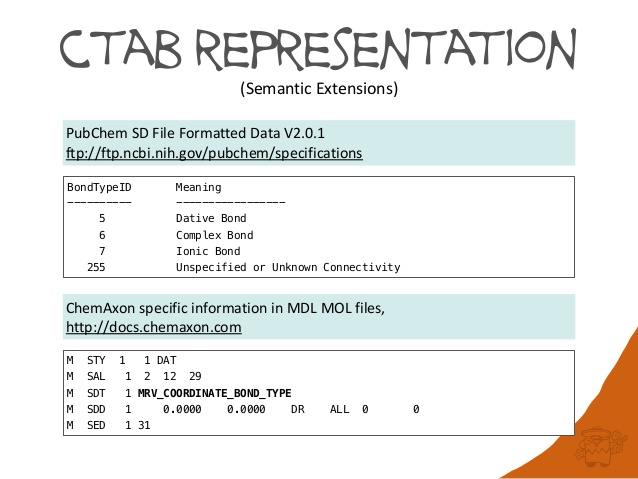 CTAB REPRESENTATION
(Semantic Extensions)
PubChem SD File Formatted Data V2.0.1
ftp://ftp.ncbi.nih.gov/pubchem/specifications
BondTypeID Meaning
---------- -----------------
5 Dative Bond
6 Complex Bond
7 Ionic Bond
255 Unspecified or Unknown Connectivity
ChemAxon specific information in MDL MOL files,
http://docs.chemaxon.com
M  STY  1   1 DAT
M  SAL   1  2  12  29
M  SDT   1 MRV_COORDINATE_BOND_TYPE
M  SDD   1     0.0000    0.0000    DR    ALL  0       0
M  SED   1 31